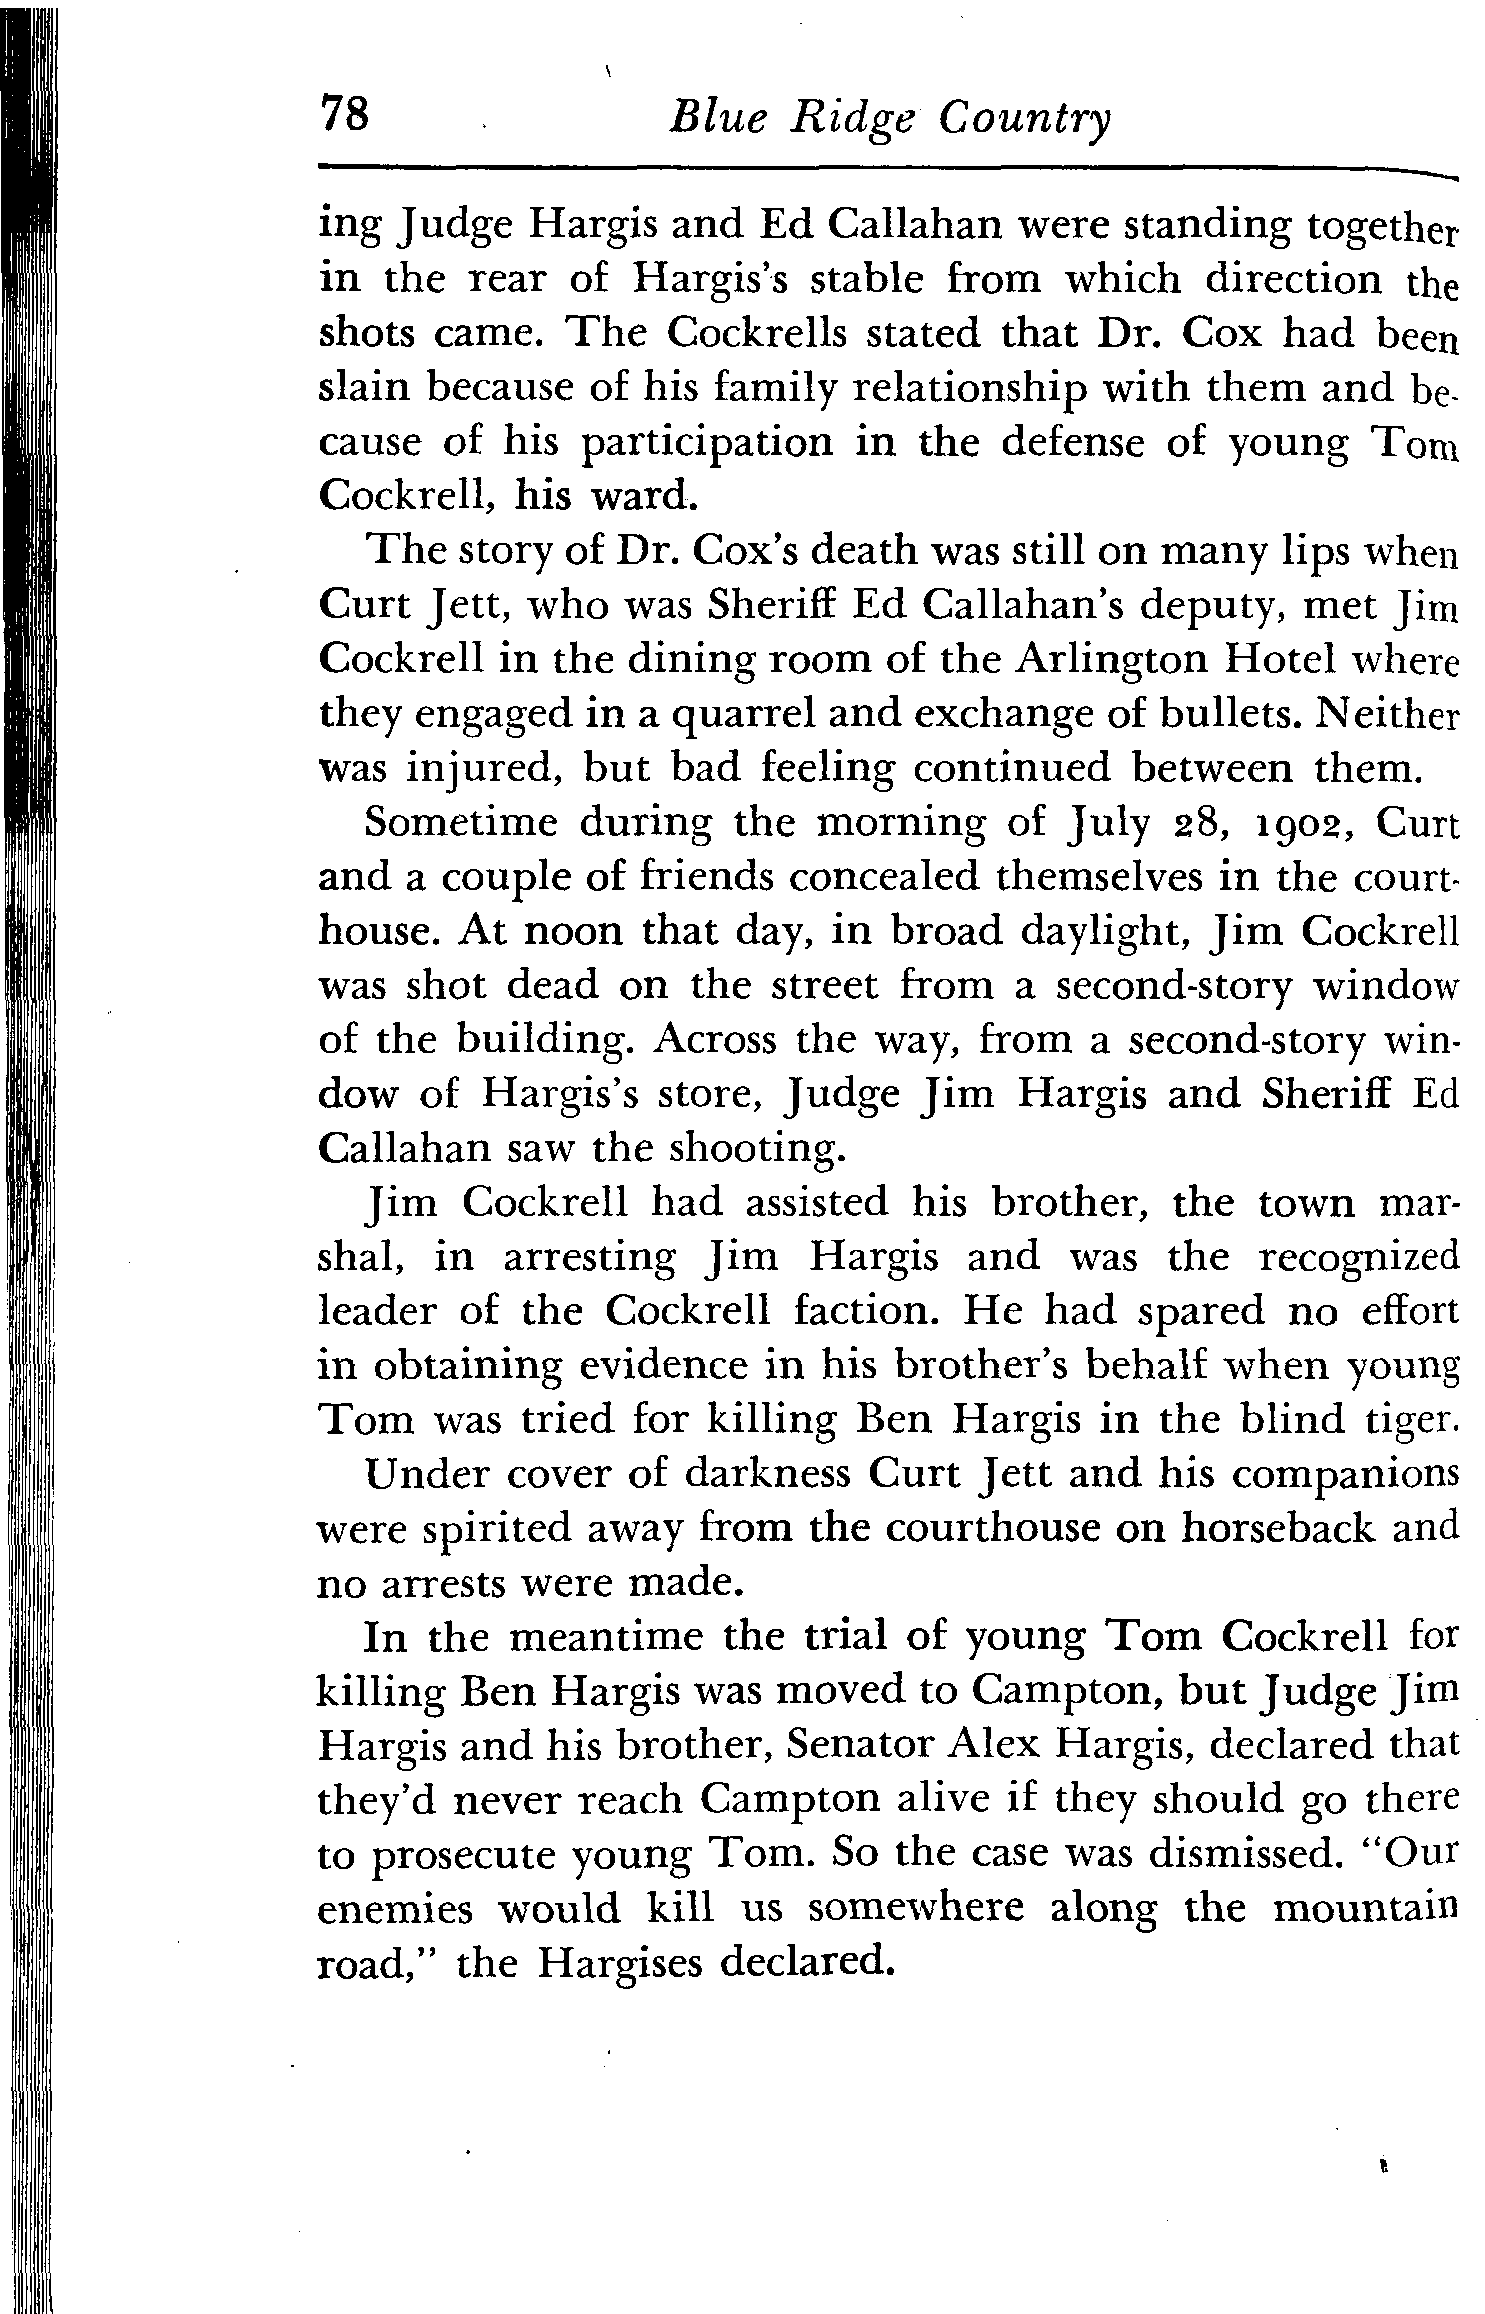 78 Blue Ridge Country
ing Judge Hargis and Ed Callahan were standing together
in the rear of Hargis's stable from which direction the
shots came. The Cockrells stated that Dr. Cox had been
slain because of his family relationship with them and be-
cause of his participation in the defense of young Tom
Cockrell, his ward.
The story of Dr. Cox's death was still on many lips when
Curt Jett, who was Sheriff Ed Callahan's deputy, met Jim
Cockrell in the dining room of the Arlington Hotel where
they engaged in a quarrel and exchange of bullets. Neither
was injured, but bad feeling continued between them.
Sometime during the morning of July 28, 1902, Curt
and a couple of friends concealed themselves in the court-
house. At noon that day, in broad daylight, Jim Cockrell
was shot dead on the street from a second-story window
of the building. Across the way, from a second-story win-
dow of Hargis's store, Judge Jim Hargis and Sheriff Ed
Callahan saw the shooting.
Jim Cockrell had assisted his brother, the town mar-
shal, in arresting Jim Hargis and was the recognized
leader of the Cockrell faction. He had spared no effort
in obtaining evidence in his brother's behalf when young
Tom was tried for killing Ben Hargis in the blind tiger.
Under cover of darkness Curt Jett and his companions
were spirited away from the courthouse on horseback and
no arrests were made.
In the meantime the trial of young Tom Cockrell for
killing Ben Hargis was moved to Campton, but Judge Jim
Hargis and his brother, Senator Alex Hargis, declared that
they'd never reach Campton alive if they should go there
to prosecute young Tom. So the case was dismissed. "Our
enemies would kill us somewhere along the mountain
road," the Hargises declared.